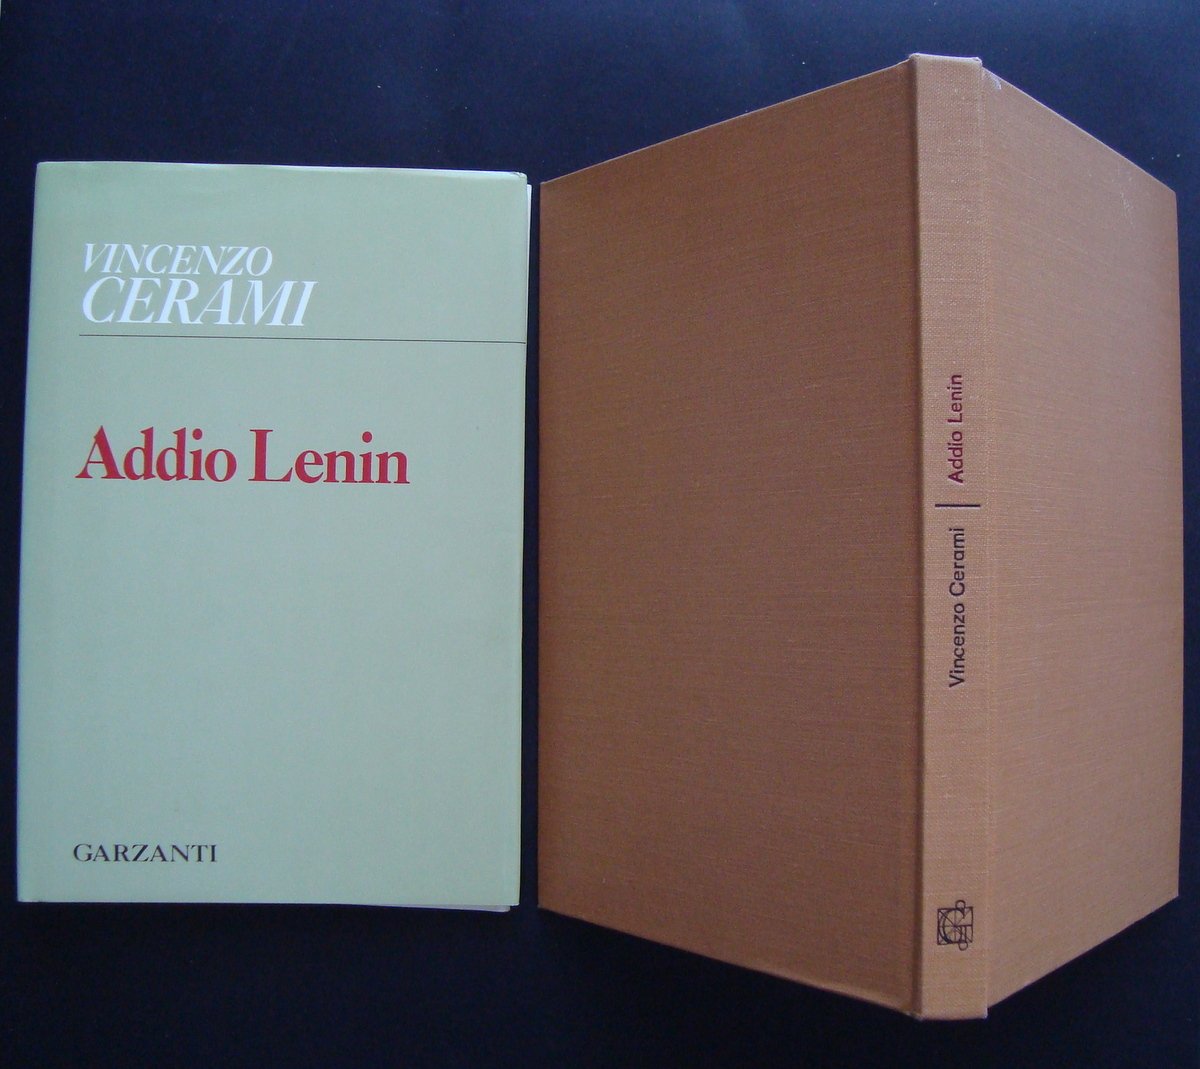 VINCENZO
CERAMI
Addio Lenin
GARZANTI
Vincenzo Cerami | Addio Lenin